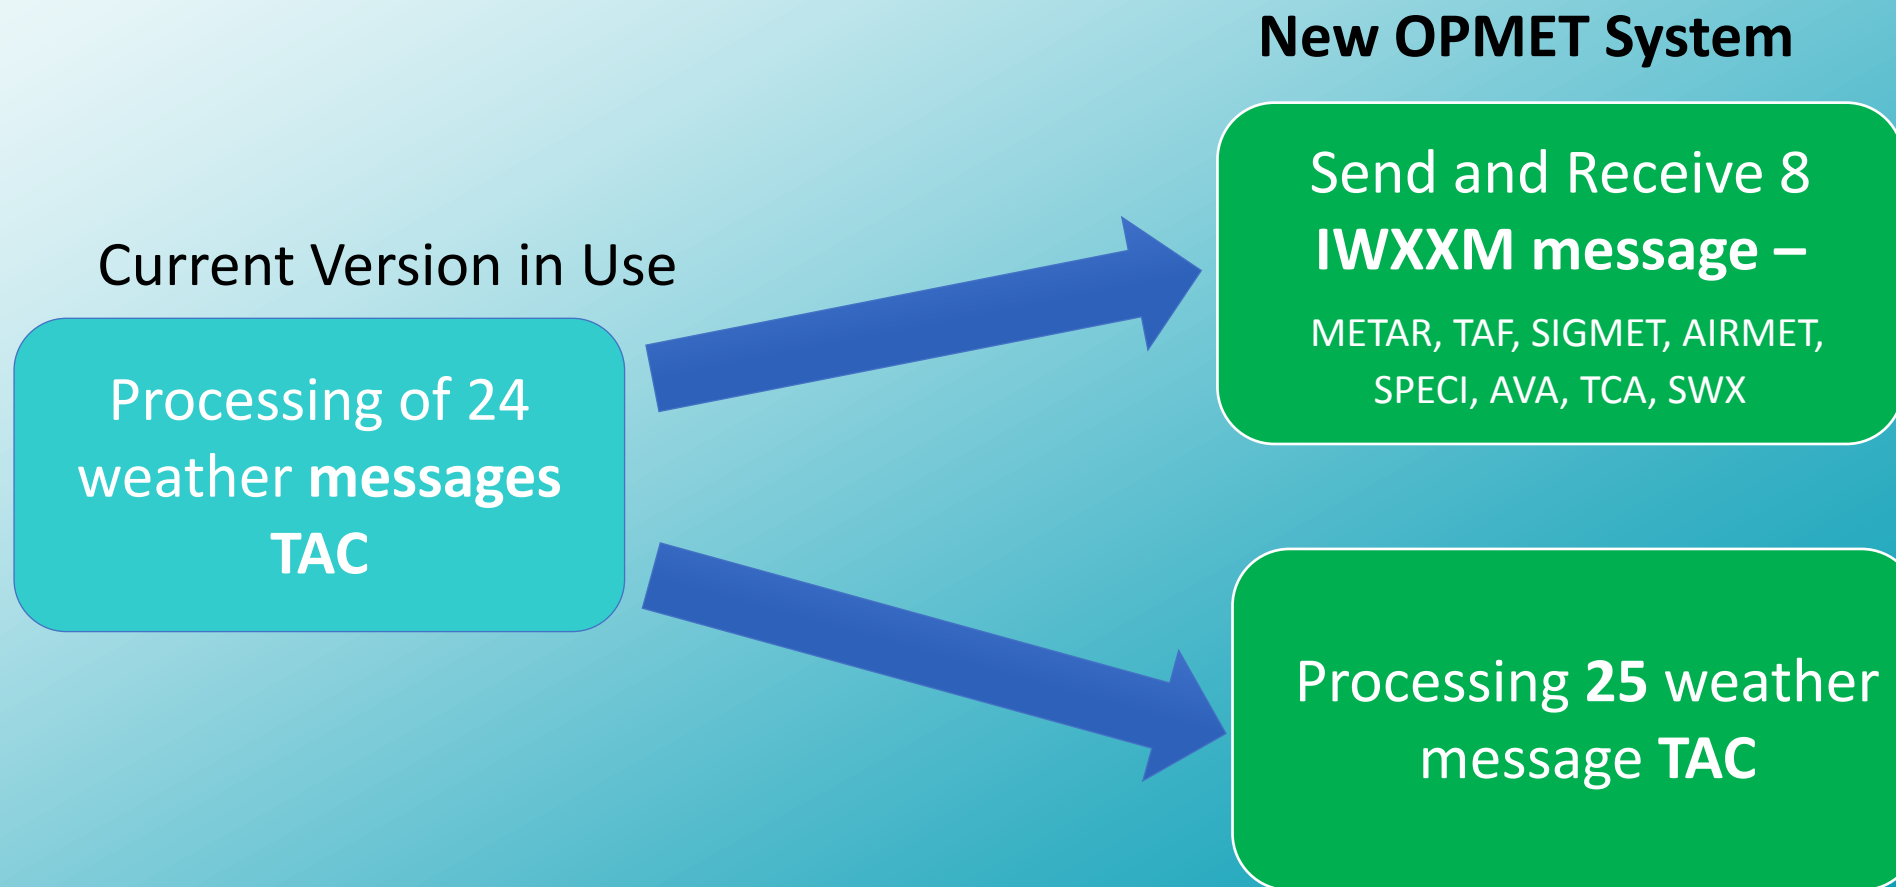 New OPMET System
Current Version in Use
Processing of 24
weather messages
TAC
Send and Receive 8
IWXXM message –
METAR, TAF, SIGMET, AIRMET,
SPECI, AVA, TCA, SWX
Processing 25 weather
message TAC